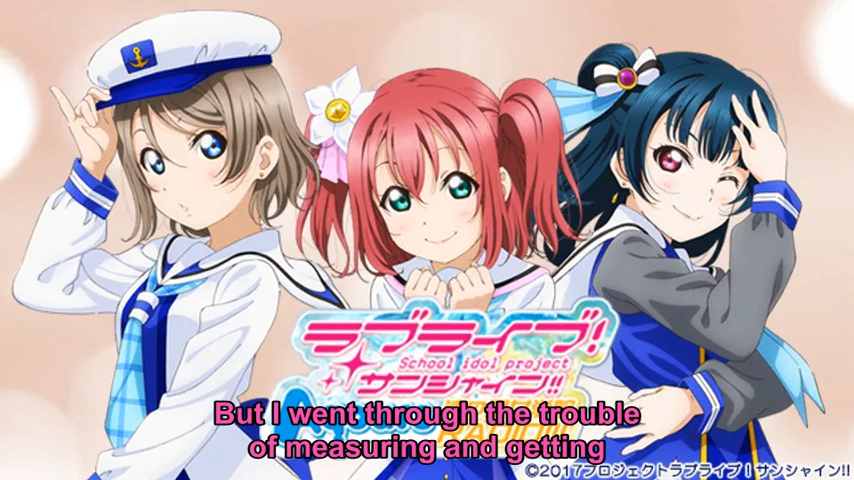 ラブライブ!
School idol project
サンシャイン!!
But I went through the trouble
of measuring and getting
©2017プロジェクトラブライブ!サンシャイン!!